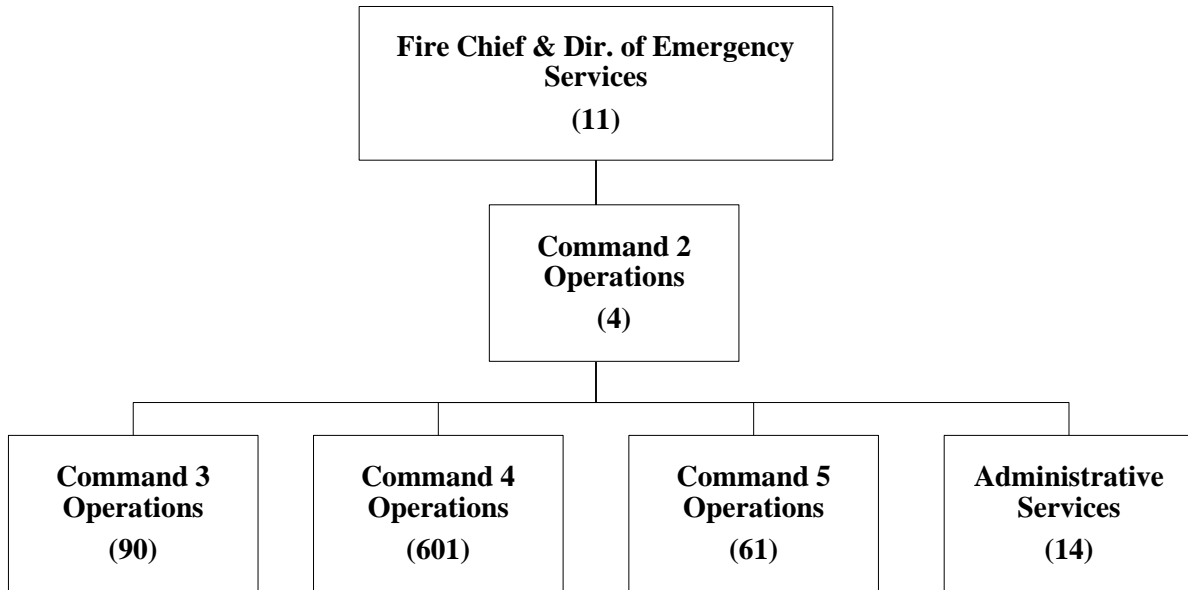 Fire Chief & Dir. of Emergency
Services
(11)
Command 2
Operations
(4)
Command 3
Operations
(90)
Command 4
Operations
(601)
Command 5
Operations
(61)
Administrative
Services
(14)